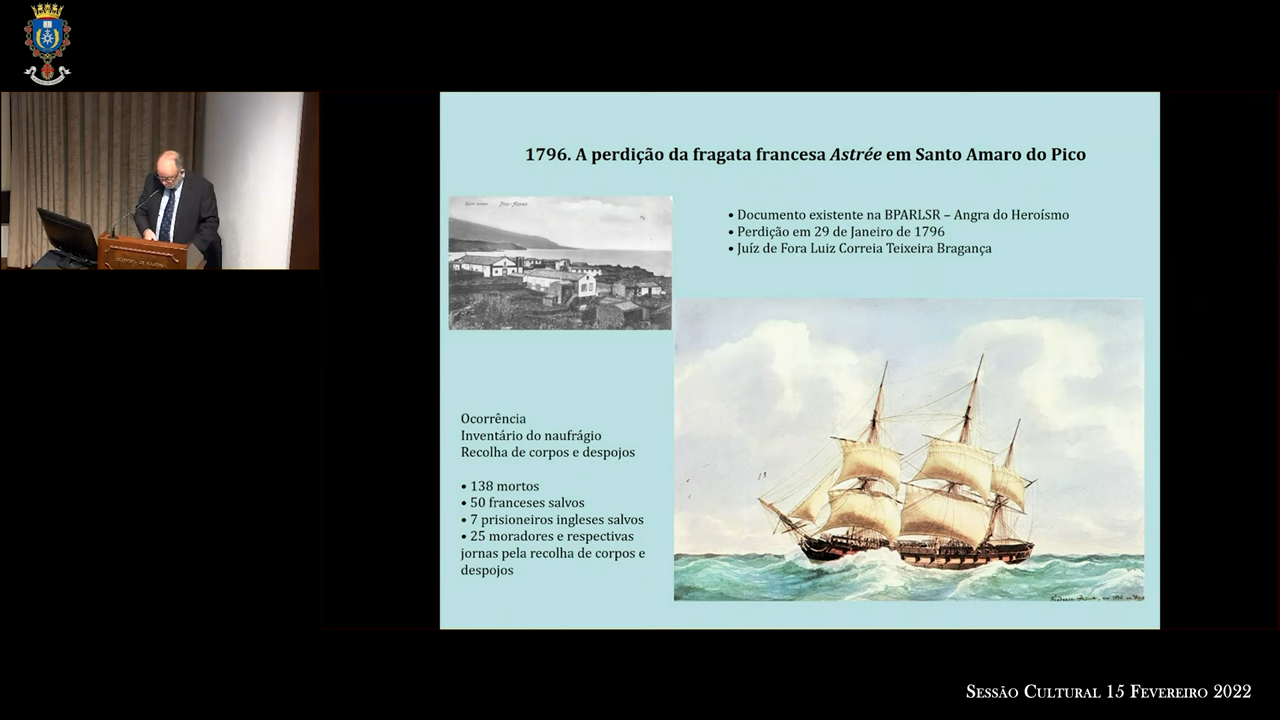 1796. A perdição da fragata francesa Astrée em Santo Amaro do Pico
• Documento existente na BPARLSR – Angra do Heroísmo
• Perdição em 29 de Janeiro de 1796
• Juíz de Fora Luiz Correia Teixeira Bragança
Ocorrência
Inventário do naufrágio
Recolha de corpos e despojos
• 138 mortos
• 50 franceses salvos
• 7 prisioneiros ingleses salvos
• 25 moradores e respectivas
jornas pela recolha de corpos e
despojos
Sessão Cultural 15 Fevereiro 2022